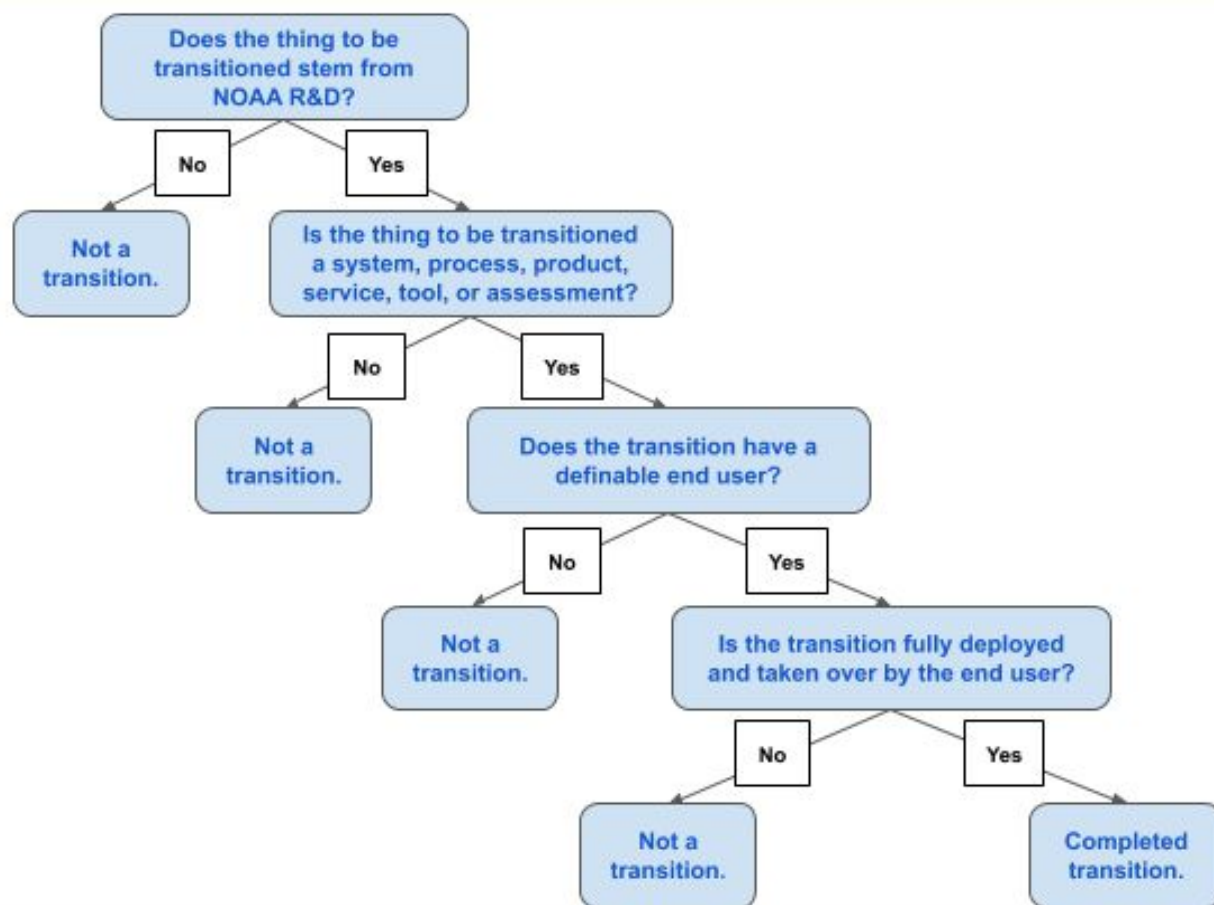 Does the thing to be
transitioned stem from
NOAA R&D?
No
Yes
Not a
transition.
Is the thing to be transitioned
a system, process, product,
service, tool, or assessment?
No
Yes
Not a
transition.
Does the transition have a
definable end user?
No
Yes
Not a
transition.
Is the transition fully deployed
and taken over by the end user?
No
Yes
Not a
transition.
Completed
transition.